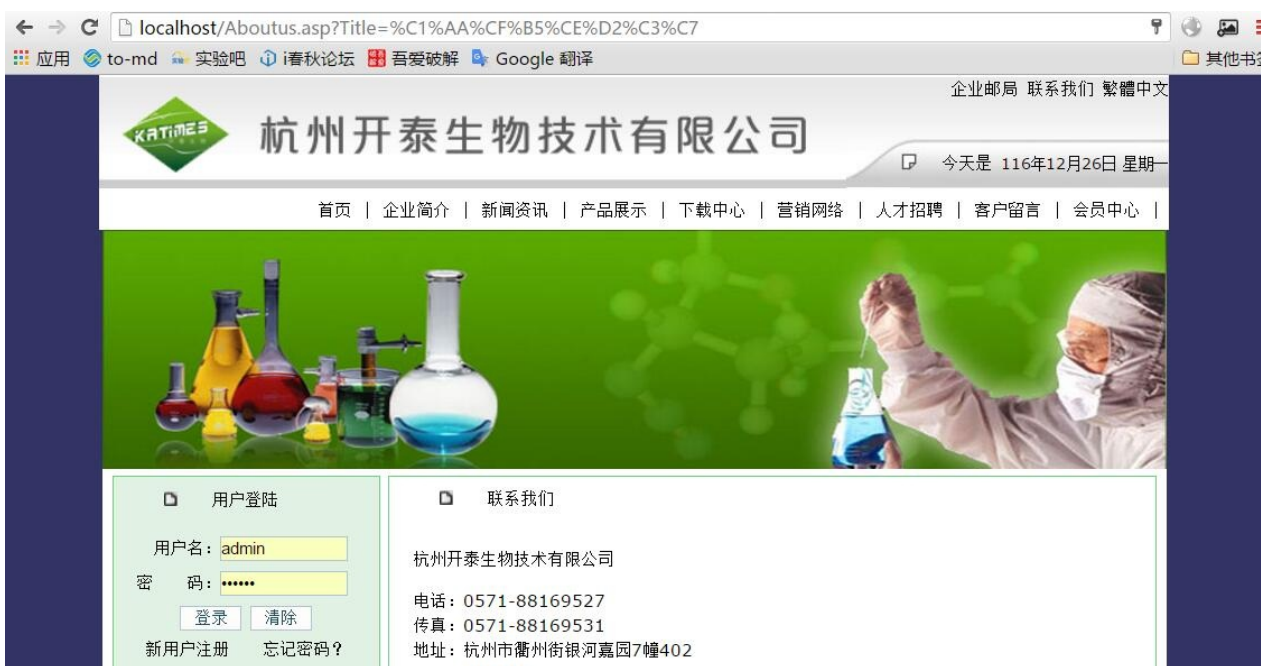 localhost/Aboutus.asp?Title=%C1%AA%CF%B5%CE%D2%C3%C7
应用 to-md 实验吧 i春秋论坛 吾爱破解 Google 翻译 其他书签
企业邮局 联系我们 繁體中文
KATIMES
杭州开泰生物技术有限公司
今天是 116年12月26日 星期一
首页 | 企业简介 | 新闻资讯 | 产品展示 | 下载中心 | 营销网络 | 人才招聘 | 客户留言 | 会员中心 |
用户登陆
用户名：admin
密 码：••••••
登录 清除
新用户注册 忘记密码?
联系我们
杭州开泰生物技术有限公司
电话：0571-88169527
传真：0571-88169531
地址：杭州市衢州街银河嘉园7幢402